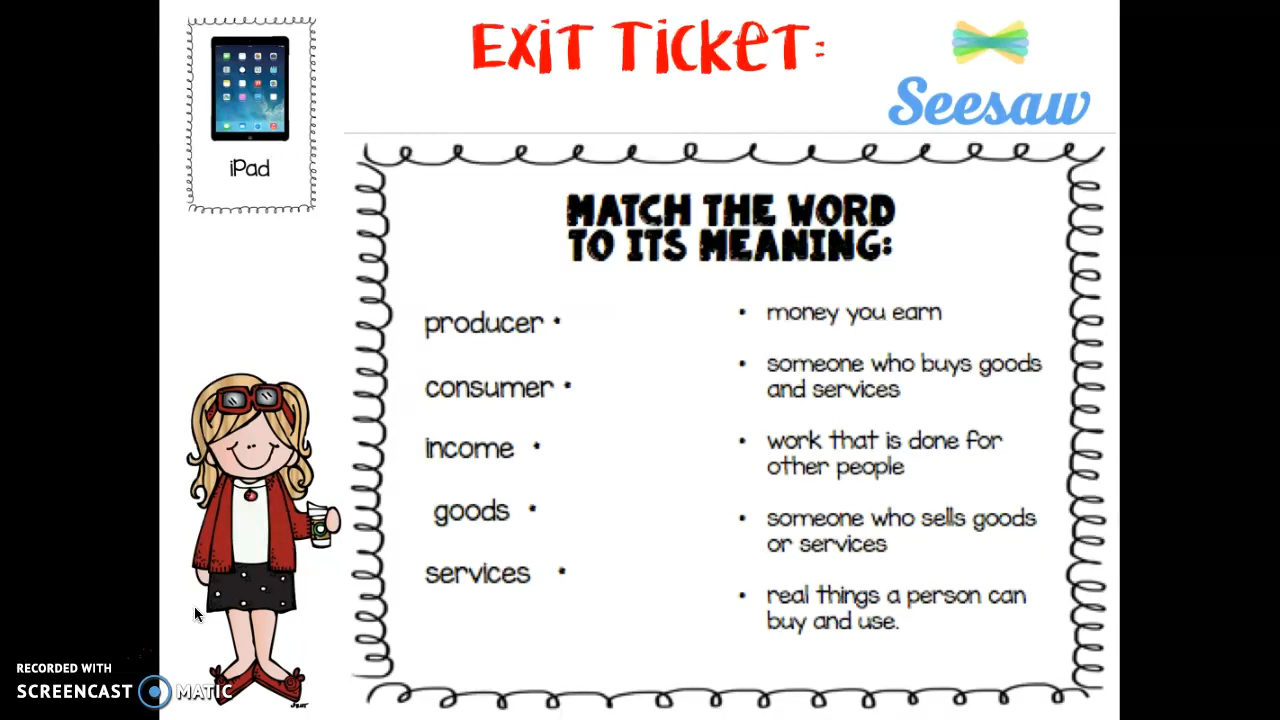 Exit Ticket:
Seesaw
iPad
MATCH THE WORD
TO ITS MEANING:
producer •
consumer •
income •
goods •
services •
• money you earn
• someone who buys goods
and services
• work that is done for
other people
• someone who sells goods
or services
• real things a person can
buy and use.
RECORDED WITH
SCREENCAST MATIC